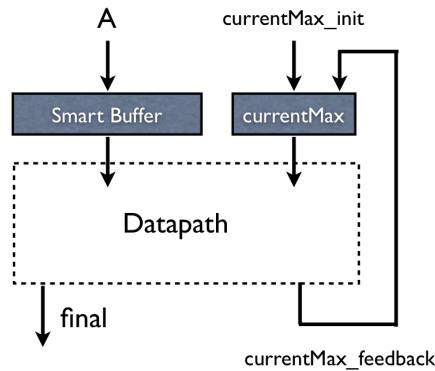 A
currentMax_init
Smart Buffer
currentMax
Datapath
final
currentMax_feedback